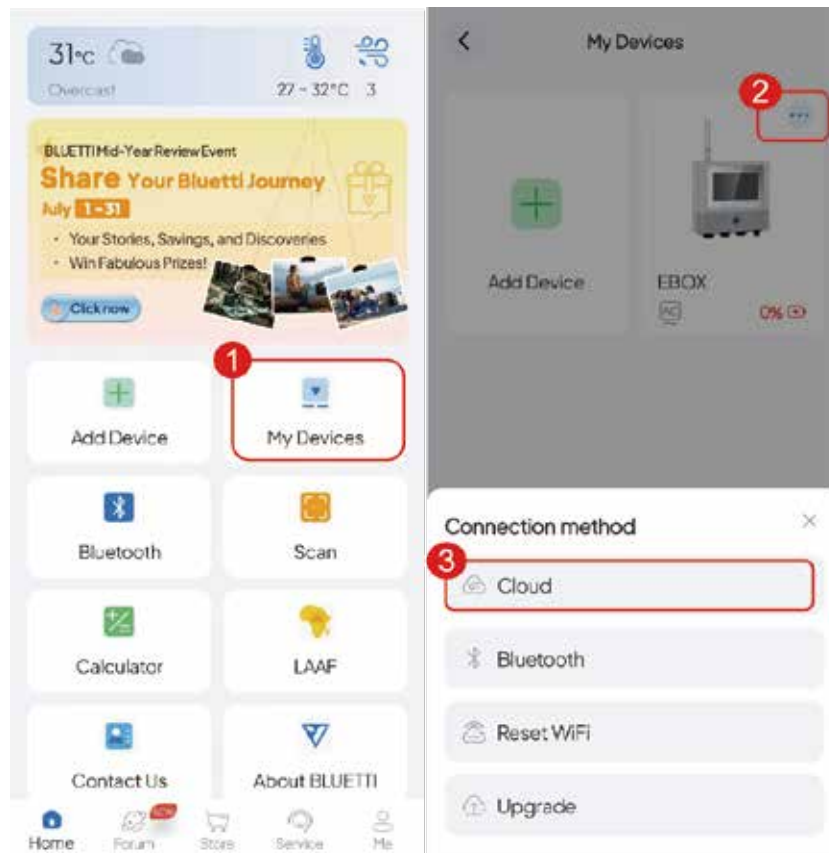 31°C
Overcast
27 ~ 32°C 3
BLUETTI Mid-Year Review Event
Share Your Bluetti Journey
July 1-31
· Your Stories, Savings, and Discoveries
· Win Fabulous Prizes!
Click now
1
Add Device
My Devices
Bluetooth
Scan
Calculator
LAAF
Contact Us
About BLUETTI
NEW
Home
Forum
Store
Service
Me
My Devices
2
Add Device
EBOX
AC
0%
Connection method
3
Cloud
Bluetooth
Reset WiFi
Upgrade